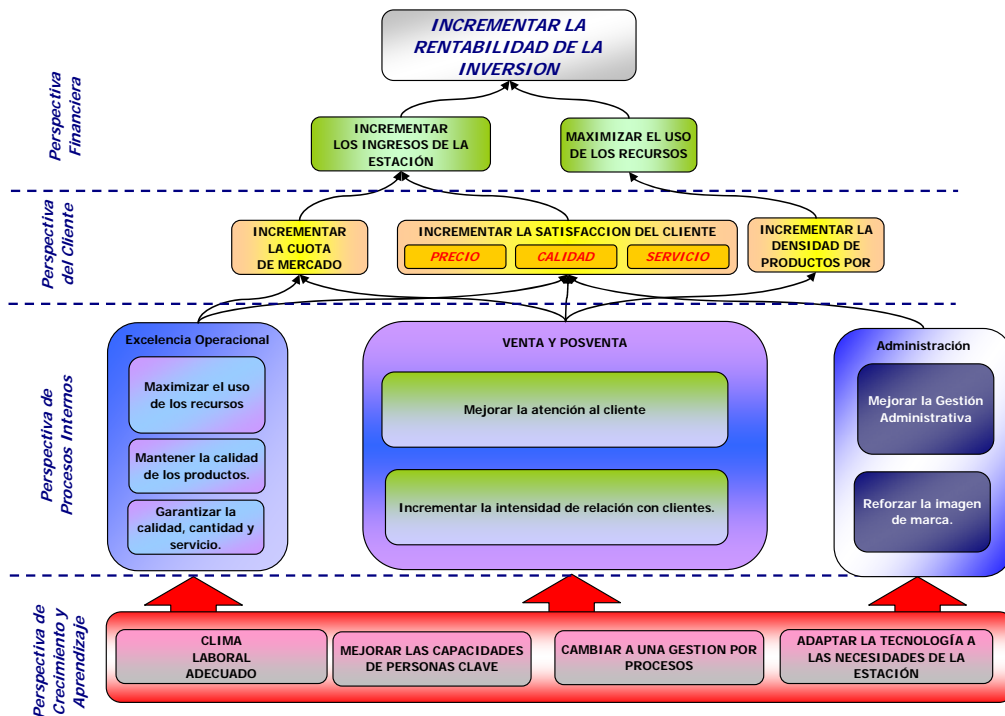 INCREMENTAR LA
RENTABILIDAD DE LA
INVERSION
Perspectiva
Financiera
INCREMENTAR
LOS INGRESOS DE LA
ESTACIÓN
MAXIMIZAR EL USO
DE LOS RECURSOS
Perspectiva
del Cliente
INCREMENTAR
LA CUOTA
DE MERCADO
INCREMENTAR LA SATISFACCION DEL CLIENTE
PRECIO
CALIDAD
SERVICIO
INCREMENTAR LA
DENSIDAD DE
PRODUCTOS POR
Perspectiva de
Procesos Internos
Excelencia Operacional
Maximizar el uso
de los recursos
Mantener la calidad
de los productos.
Garantizar la
calidad, cantidad y
servicio.
VENTA Y POSVENTA
Mejorar la atención al cliente
Incrementar la intensidad de relación con clientes.
Administración
Mejorar la Gestión
Administrativa
Reforzar la imagen
de marca.
Perspectiva de
Crecimiento y
Aprendizaje
CLIMA
LABORAL
ADECUADO
MEJORAR LAS CAPACIDADES
DE PERSONAS CLAVE
CAMBIAR A UNA GESTION POR
PROCESOS
ADAPTAR LA TECNOLOGÍA A
LAS NECESIDADES DE LA
ESTACIÓN